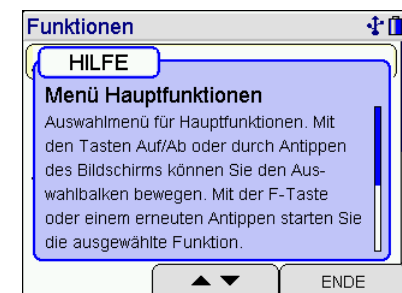 Funktionen
HILFE
Menü Hauptfunktionen
Auswahlmenü für Hauptfunktionen. Mit
den Tasten Auf/Ab oder durch Antippen
des Bildschirms können Sie den Aus-
wahlbalken bewegen. Mit der F-Taste
oder einem erneuten Antippen starten Sie
die ausgewählte Funktion.
ENDE